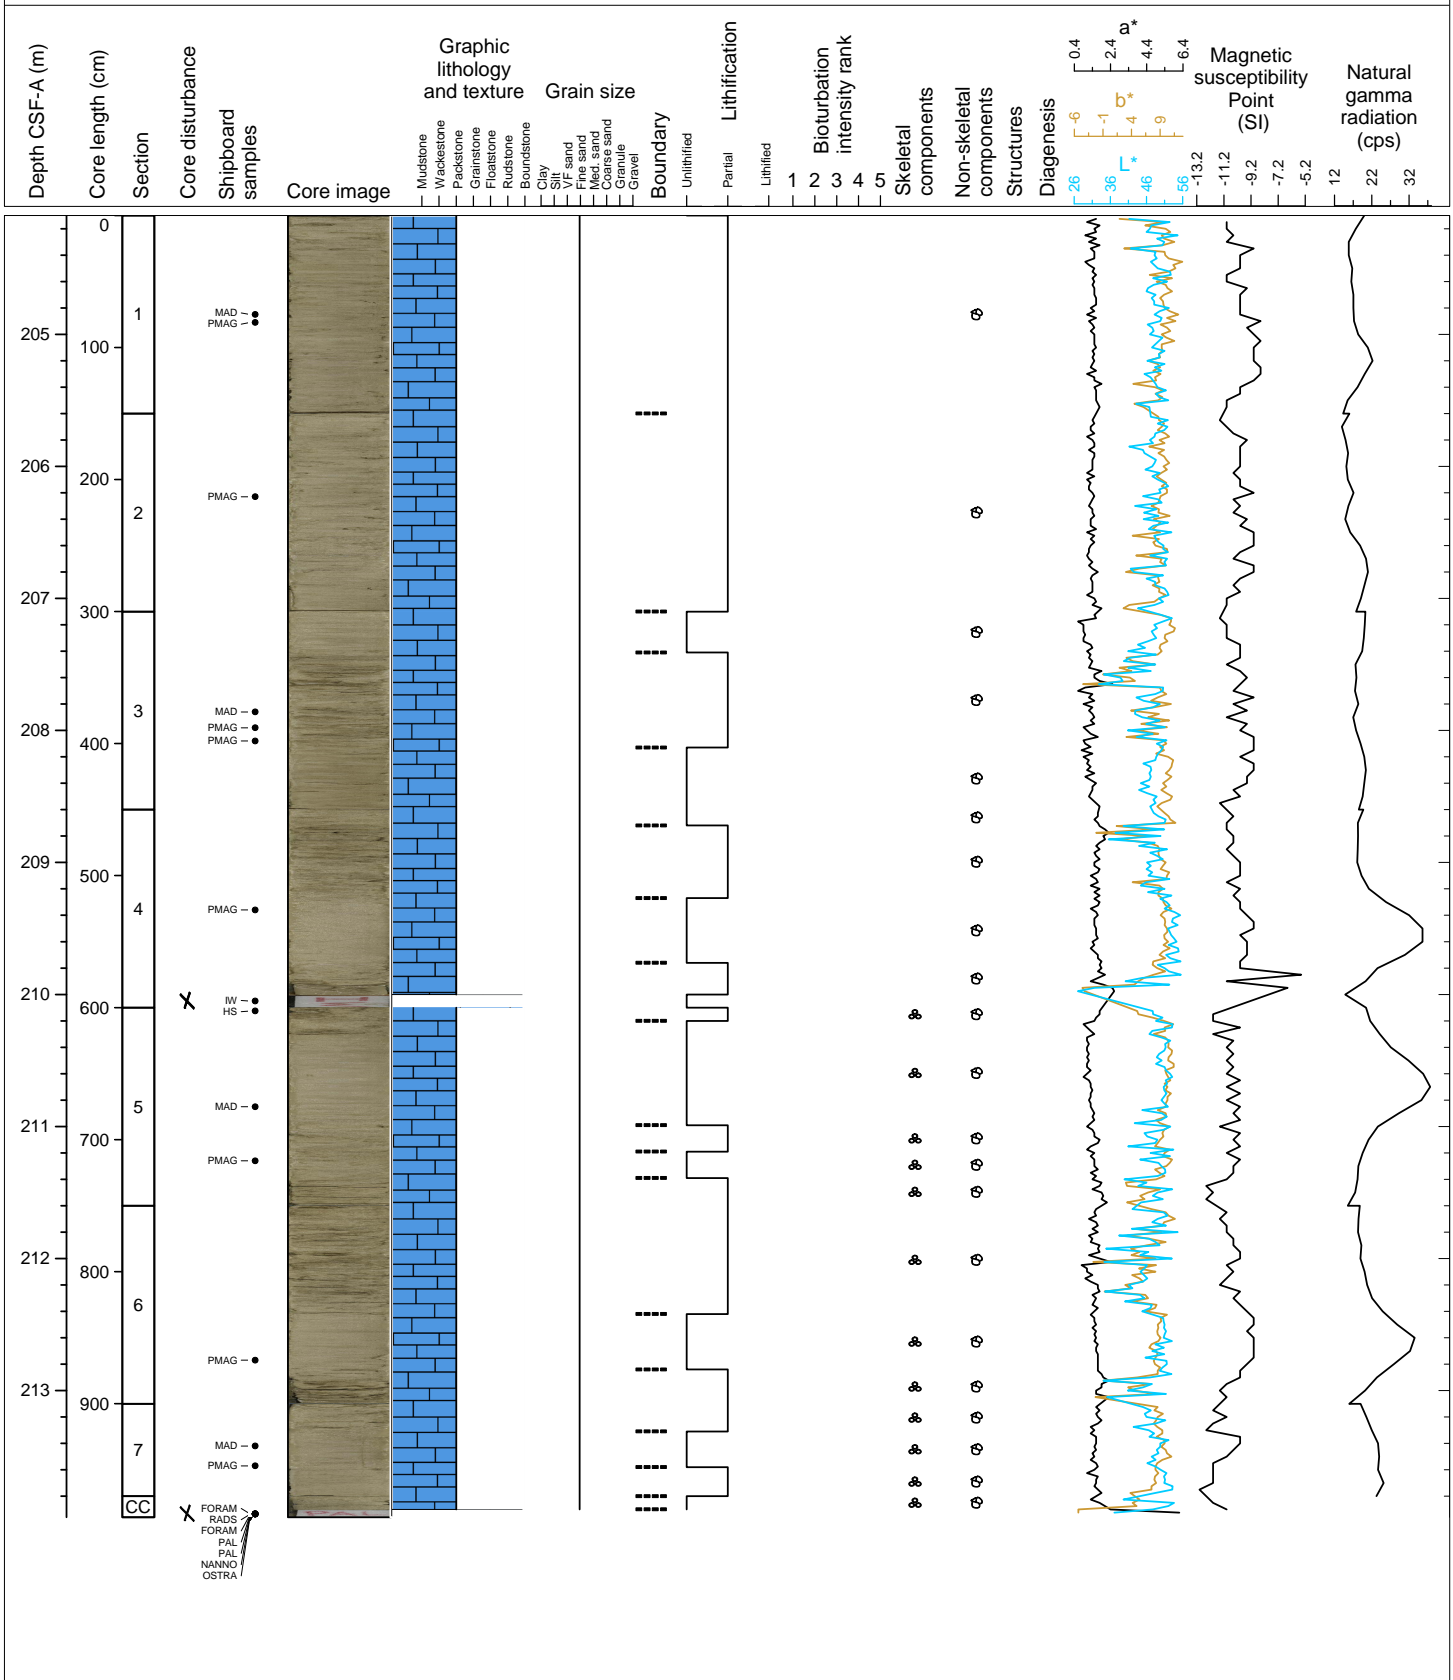 Depth CSF-A (m)
Core length (cm)
Section
Core disturbance
Shipboard
samples
Core image
Graphic
lithology
and texture
Mudstone
Wackestone
Packstone
Grainstone
Floatstone
Rudstone
Boundstone
Grain size
Clay
Silt
VF sand
Fine sand
Med. sand
Coarse sand
Granule
Gravel
Boundary
Lithification
Unlithified
Partial
Lithified
Bioturbation
intensity rank
1 2 3 4 5
Skeletal
components
Non-skeletal
components
Structures
Diagenesis
a*
0.4 2.4 4.4 6.4
b*
-6 -1 4 9
L*
26 36 46 56
Magnetic
susceptibility
Point
(SI)
-13.2 -11.2 -9.2 -7.2 -5.2
Natural
gamma
radiation
(cps)
12 22 32
0
1
MAD
PMAG
205
100
206
200
2
PMAG
207
300
3
MAD
PMAG
PMAG
208
400
209
500
4
PMAG
210
600
IW
HS
5
MAD
211
700
PMAG
212
800
6
PMAG
213
900
7
MAD
PMAG
CC
FORAM
RADS
FORAM
PAL
PAL
NANNO
OSTRA